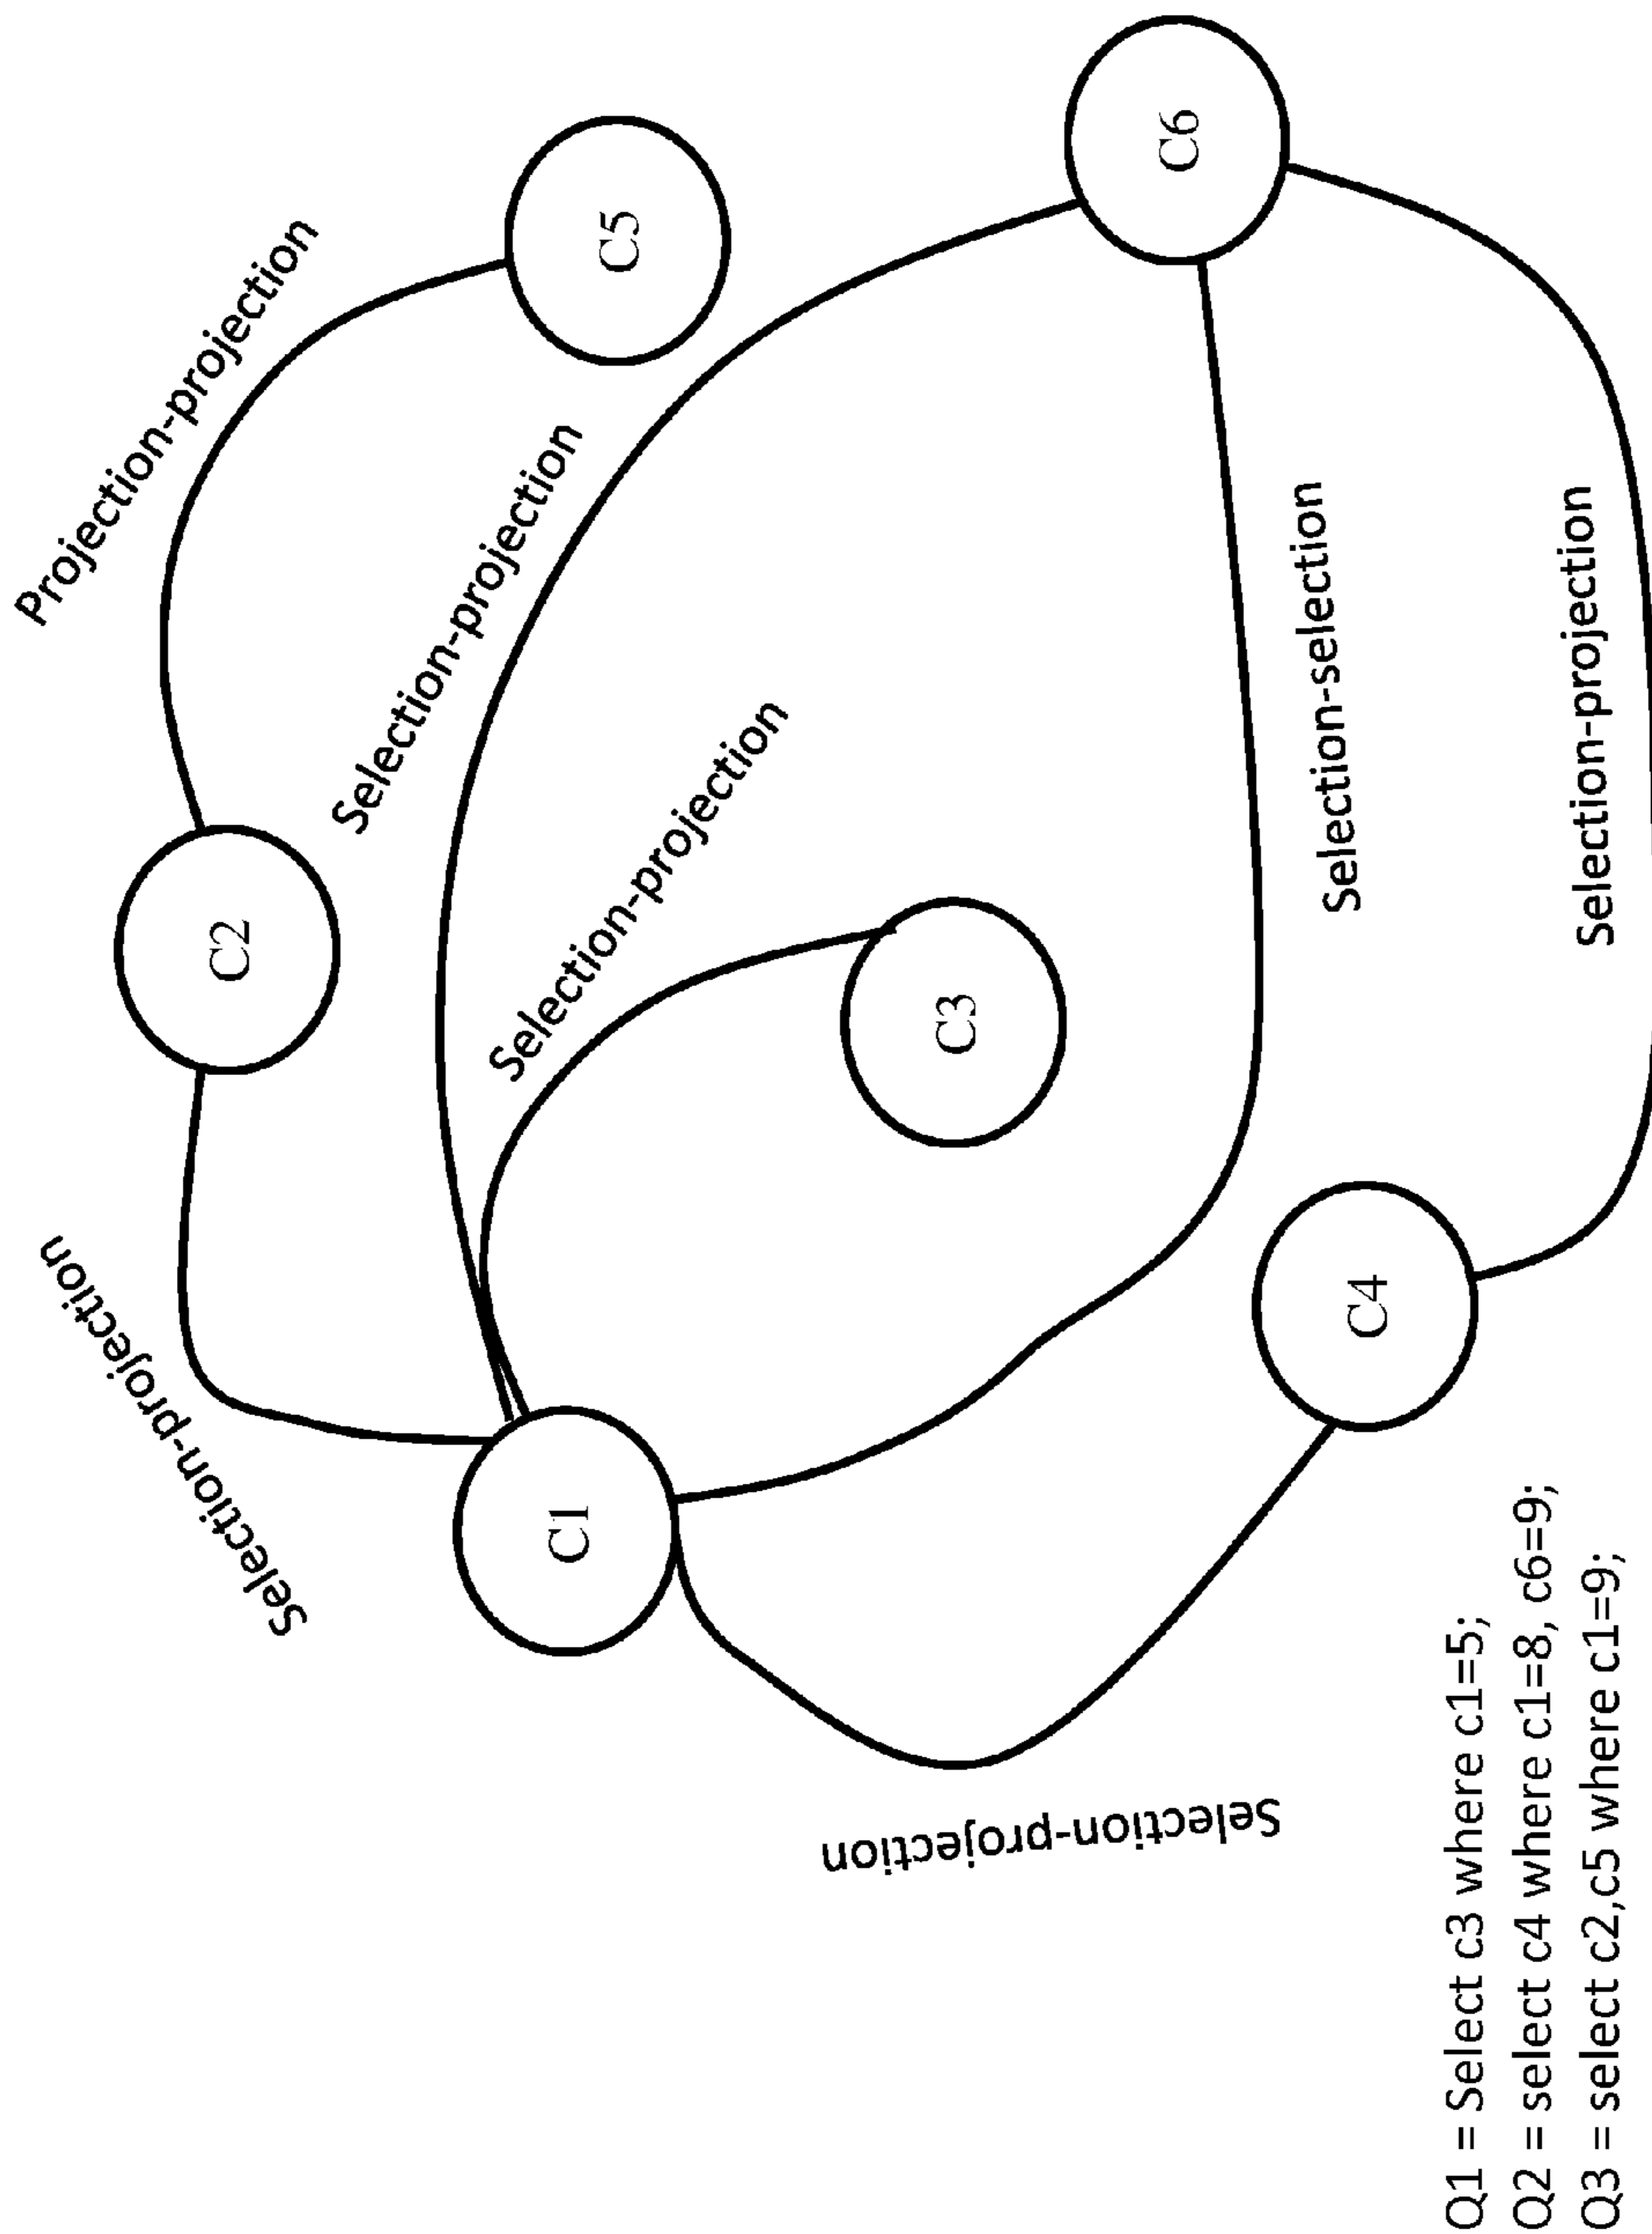 Selection-projection
C2
Projection-projection
Selection-projection
C5
C1
Selection-projection
C3
C6
Selection-selection
Selection-projection
C4
Selection-projection
Q1 = Select c3 where c1=5;
Q2 = select c4 where c1=8, c6=9;
Q3 = select c2,c5 where c1=9;